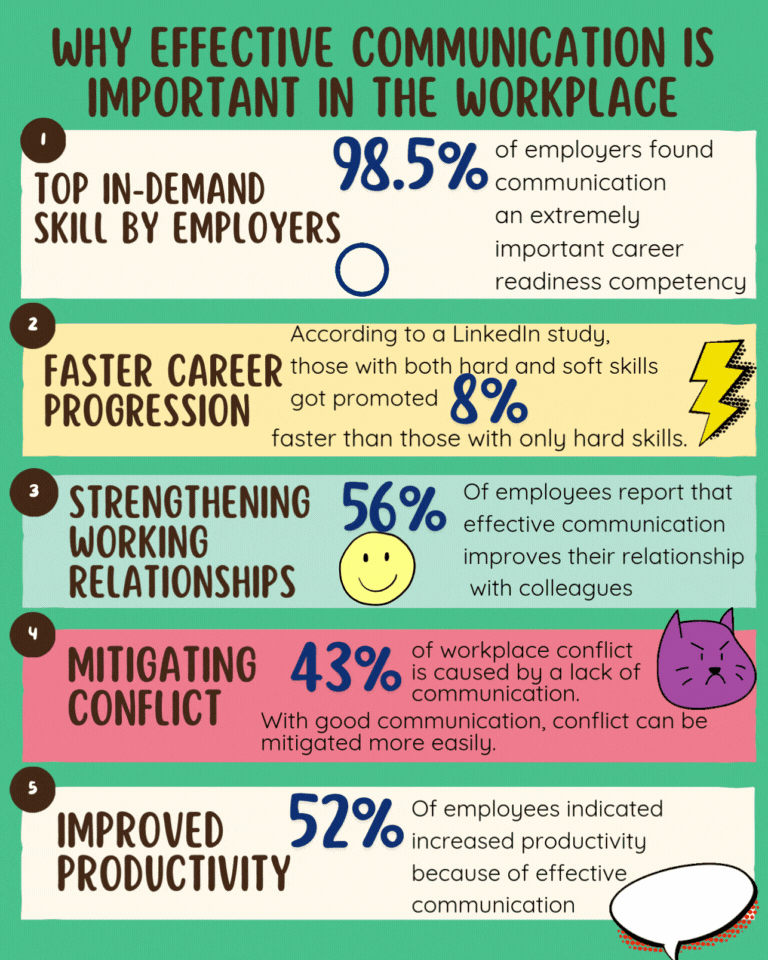 WHY EFFECTIVE COMMUNICATION IS
IMPORTANT IN THE WORKPLACE
1
TOP IN-DEMAND
SKILL BY EMPLOYERS
98.5%
of employers found
communication
an extremely
important career
readiness competency
2
FASTER CAREER
PROGRESSION
According to a LinkedIn study,
those with both hard and soft skills
got promoted 8%
faster than those with only hard skills.
3
STRENGTHENING
WORKING
RELATIONSHIPS
56%
Of employees report that
effective communication
improves their relationship
with colleagues
4
MITIGATING
CONFLICT
43%
of workplace conflict
is caused by a lack of
communication.
With good communication, conflict can be
mitigated more easily.
5
IMPROVED
PRODUCTIVITY
52%
Of employees indicated
increased productivity
because of effective
communication